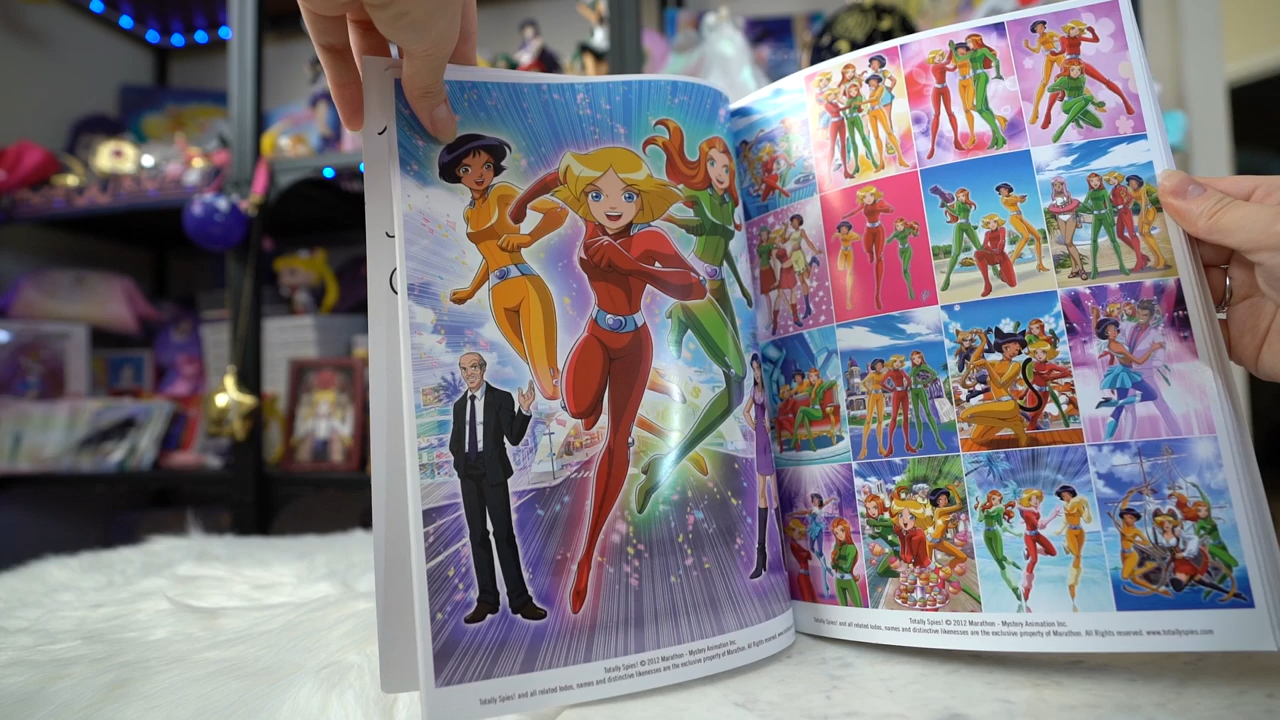 Totally Spies! © 2012 Marathon - Mystery Animation Inc.
Totally Spies! and all related lodos, names and distinctive likenesses are the exclusive property of Marathon. All Rights reserved.
Totally Spies! © 2012 Marathon - Mystery Animation Inc.
Totally Spies! and all related lodos, names and distinctive likenesses are the exclusive property of Marathon. All Rights reserved. www.totallyspies.com